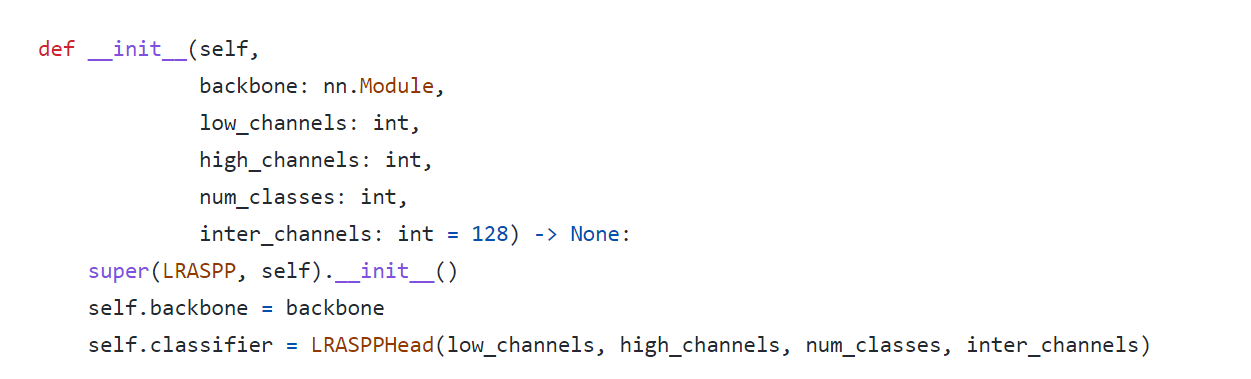 def __init__(self,
             backbone: nn.Module,
             low_channels: int,
             high_channels: int,
             num_classes: int,
             inter_channels: int = 128) -> None:
    super(LRASPP, self).__init__()
    self.backbone = backbone
    self.classifier = LRASPPHead(low_channels, high_channels, num_classes, inter_channels)